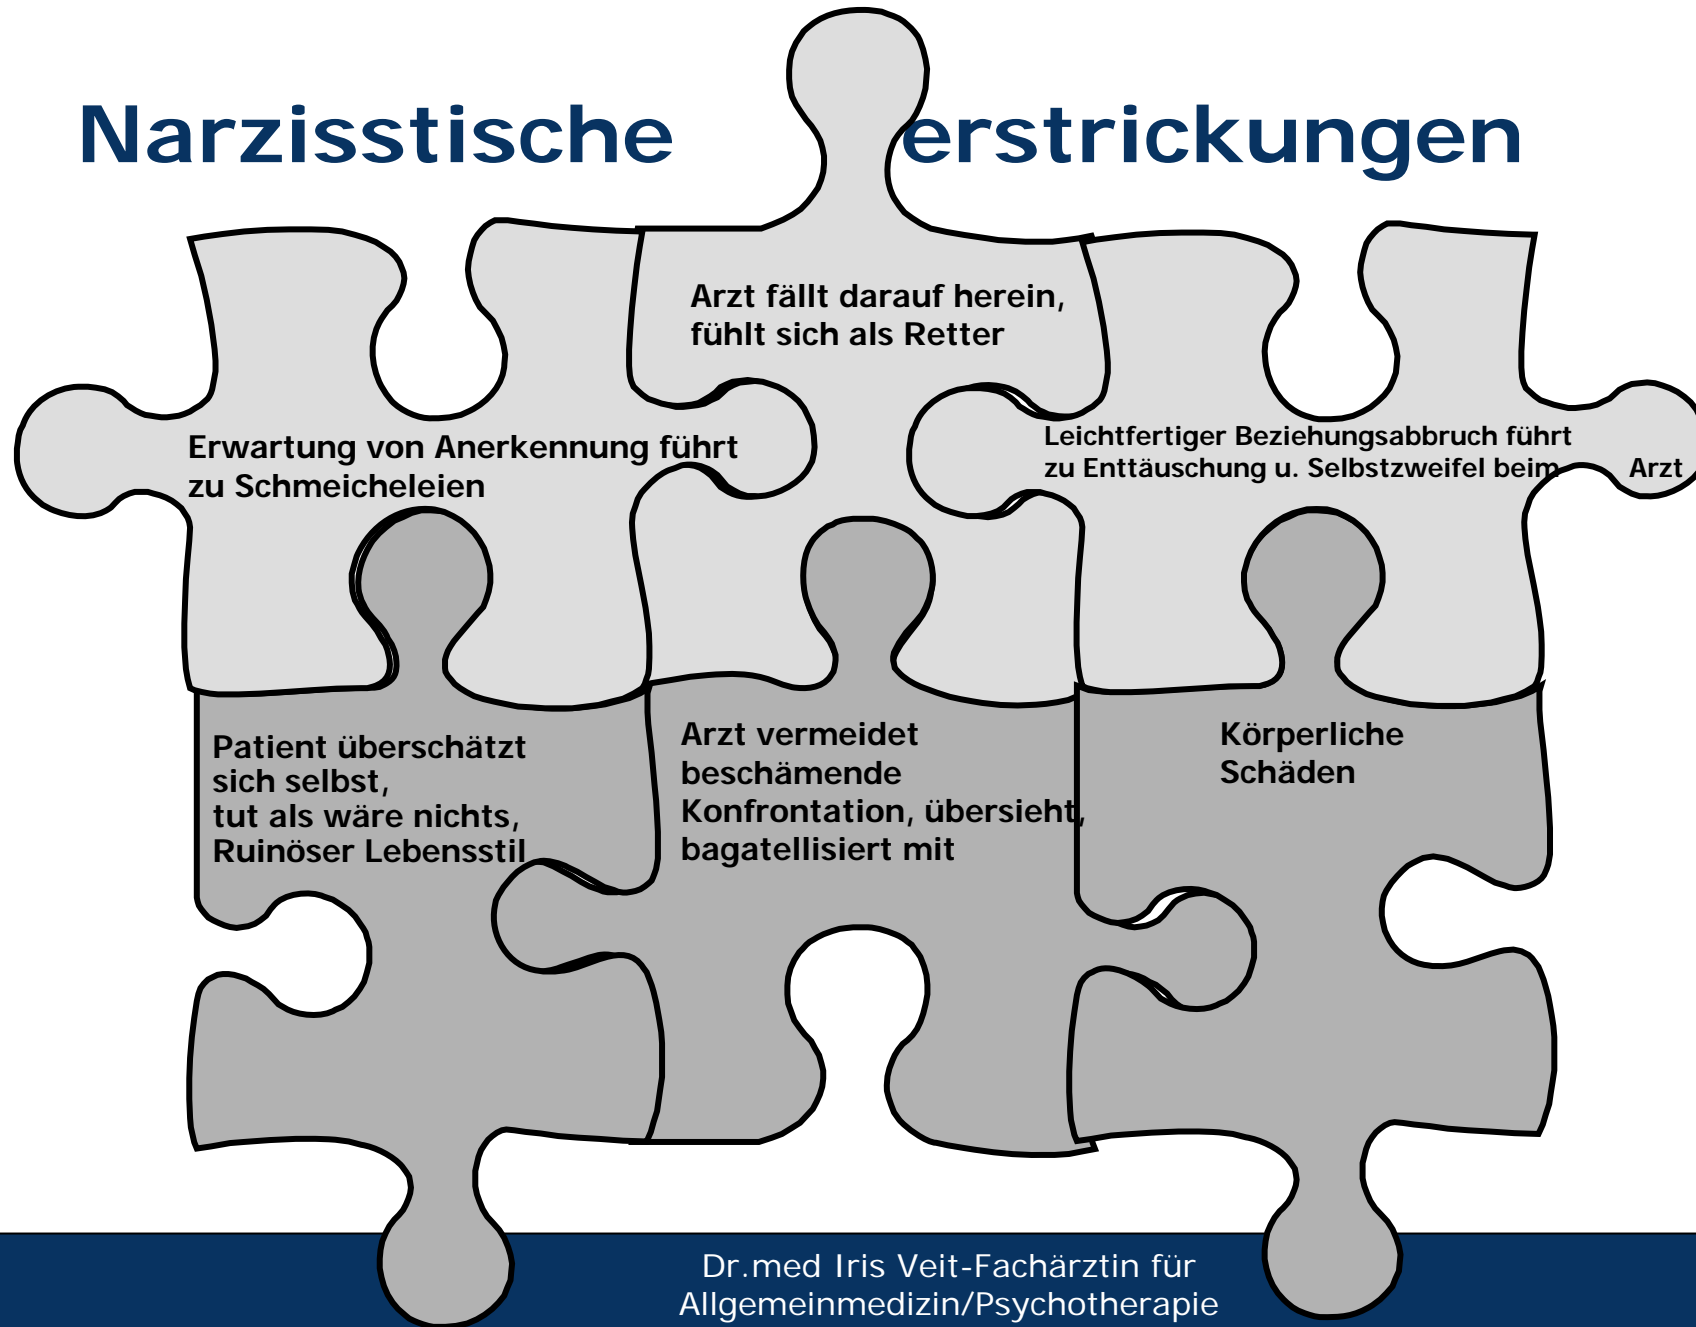 Narzisstische erstrickungen
Arzt fällt darauf herein,
fühlt sich als Retter
Erwartung von Anerkennung führt
zu Schmeicheleien
Leichtfertiger Beziehungsabbruch führt
zu Enttäuschung u. Selbstzweifel beim Arzt
Patient überschätzt
sich selbst,
tut als wäre nichts,
Ruinöser Lebensstil
Arzt vermeidet
beschämende
Konfrontation, übersieht,
bagatellisiert mit
Körperliche
Schäden
Dr.med Iris Veit-Fachärztin für
Allgemeinmedizin/Psychotherapie